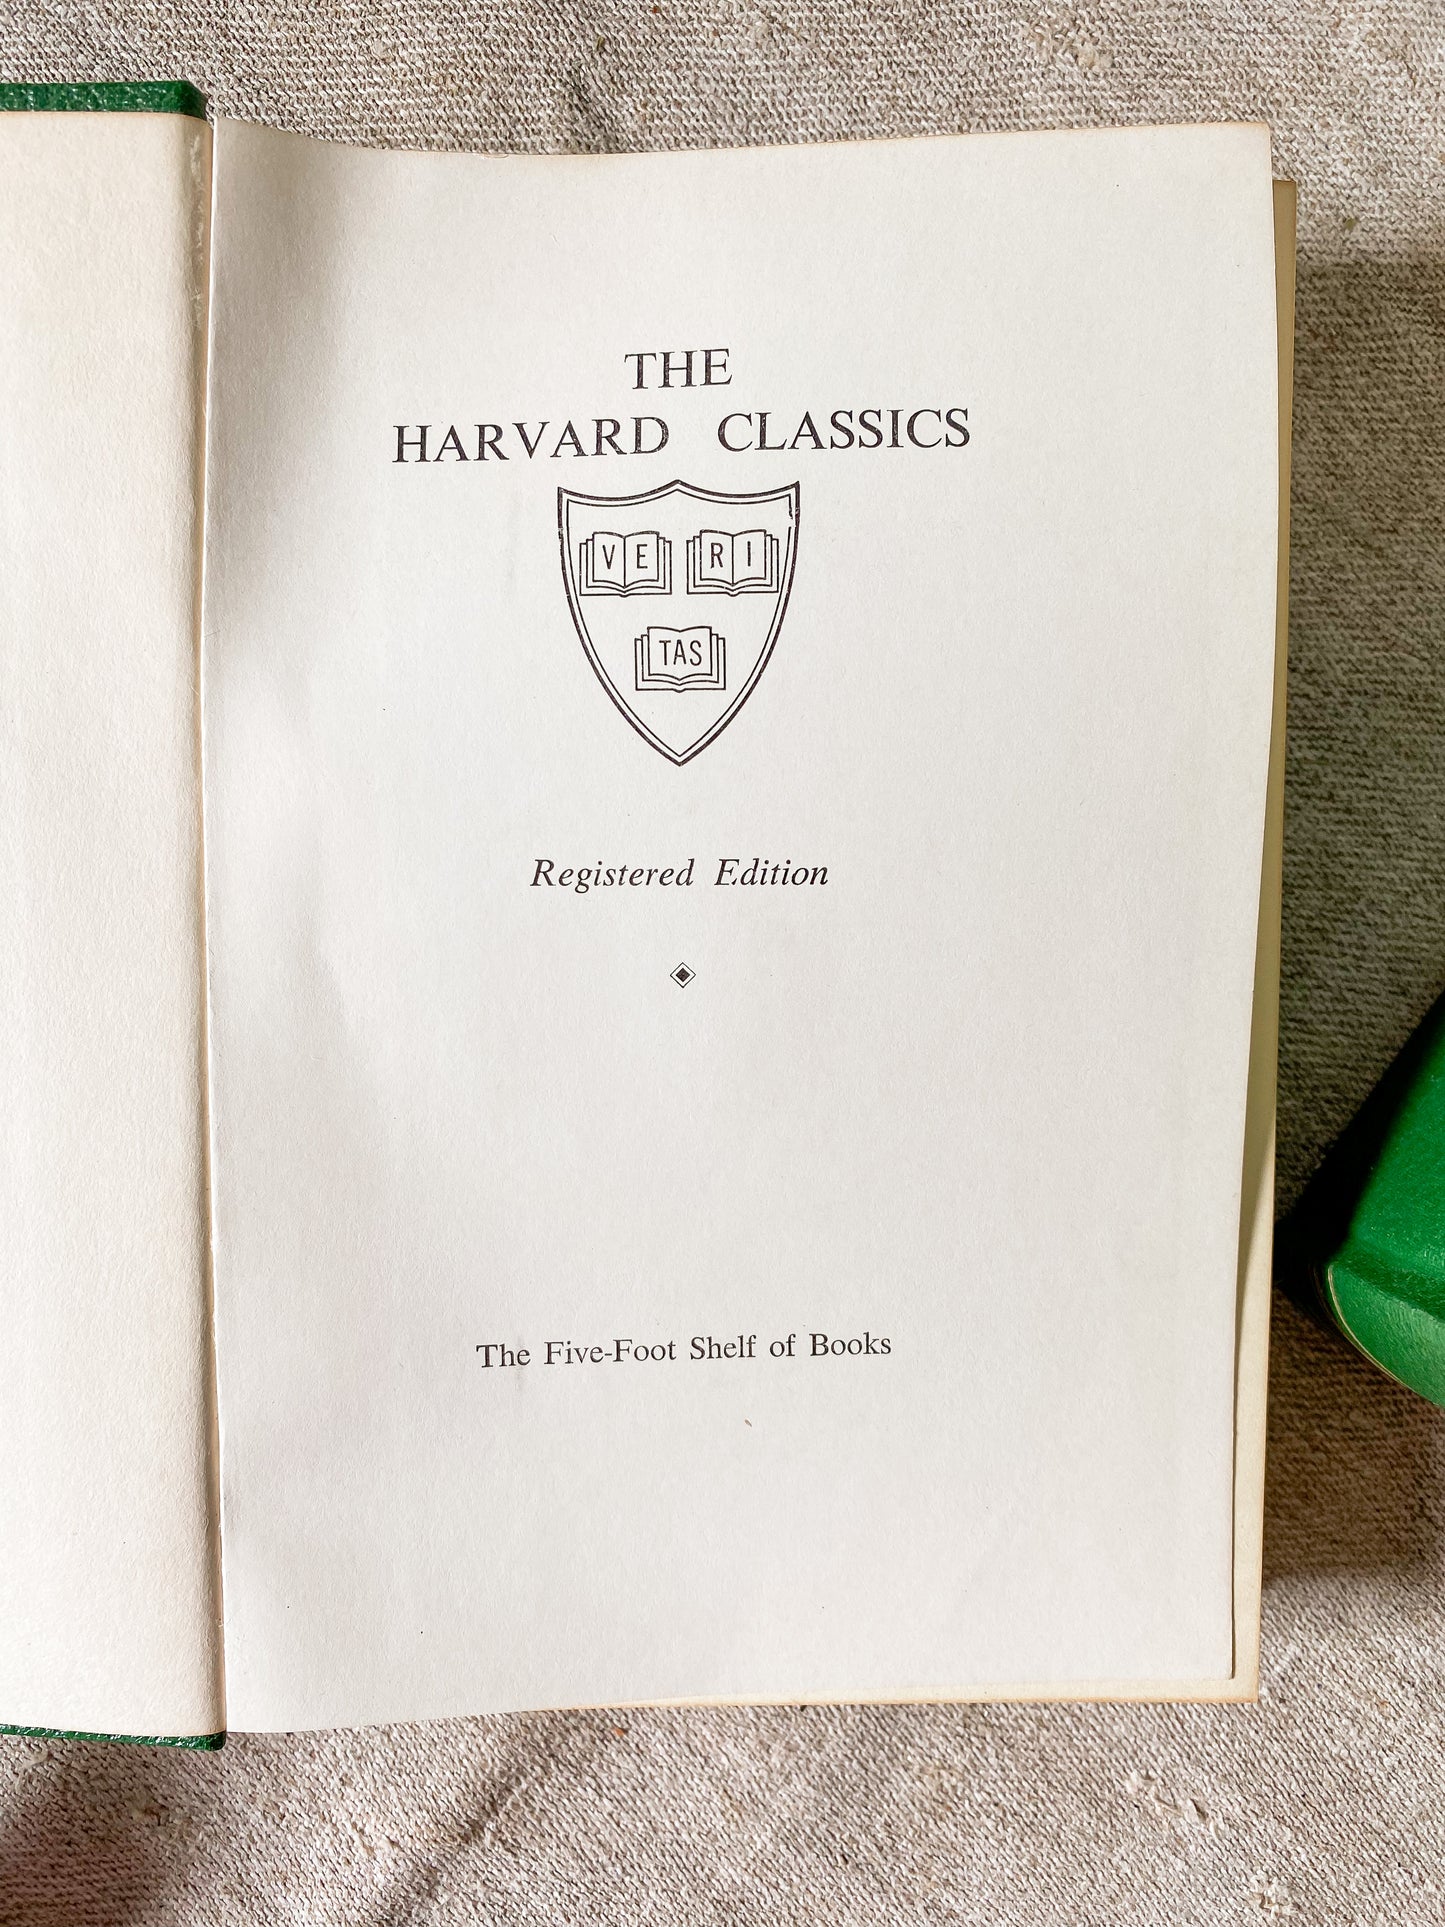 THE
HARVARD CLASSICS
VE RI
TAS
Registered Edition
The Five-Foot Shelf of Books